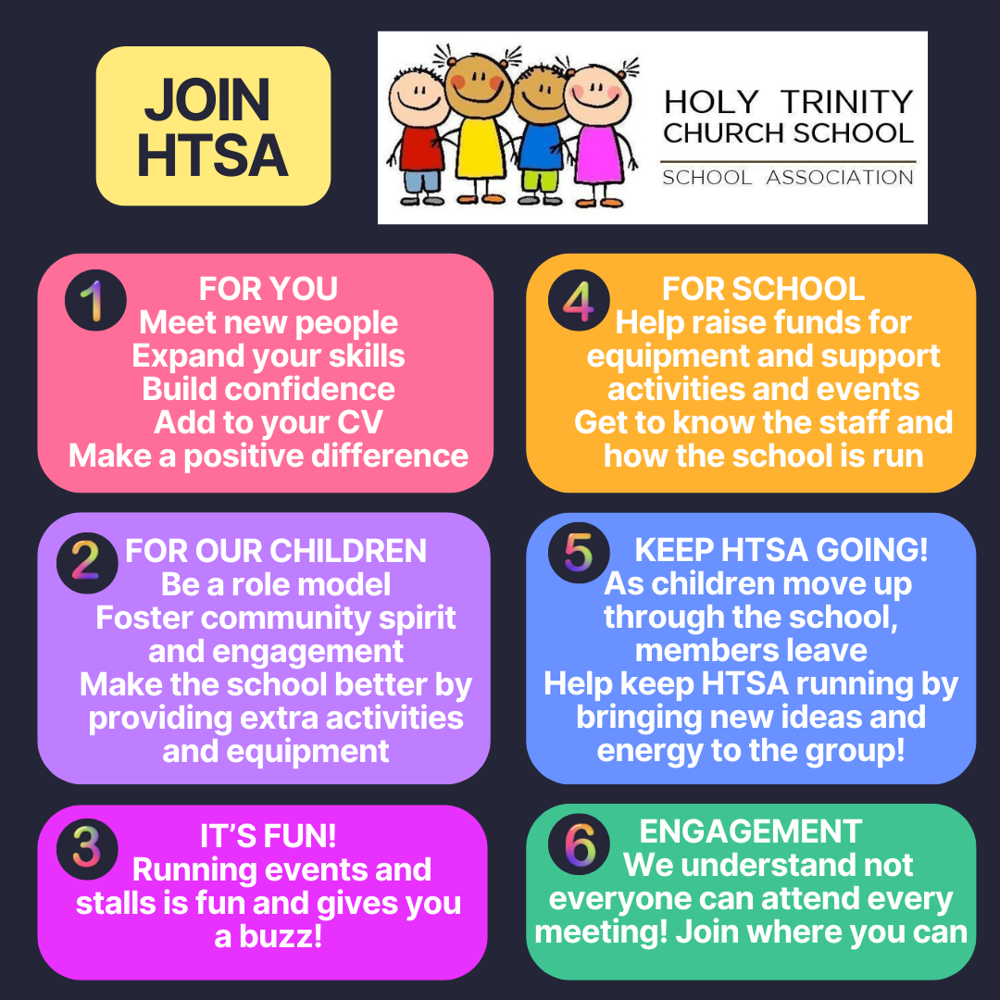 JOIN
HTSA
HOLY TRINITY
CHURCH SCHOOL
SCHOOL ASSOCIATION
1
FOR YOU
Meet new people
Expand your skills
Build confidence
Add to your CV
Make a positive difference
2
FOR OUR CHILDREN
Be a role model
Foster community spirit
and engagement
Make the school better by
providing extra activities
and equipment
3
IT’S FUN!
Running events and
stalls is fun and gives you
a buzz!
4
FOR SCHOOL
Help raise funds for
equipment and support
activities and events
Get to know the staff and
how the school is run
5
KEEP HTSA GOING!
As children move up
through the school,
members leave
Help keep HTSA running by
bringing new ideas and
energy to the group!
6
ENGAGEMENT
We understand not
everyone can attend every
meeting! Join where you can